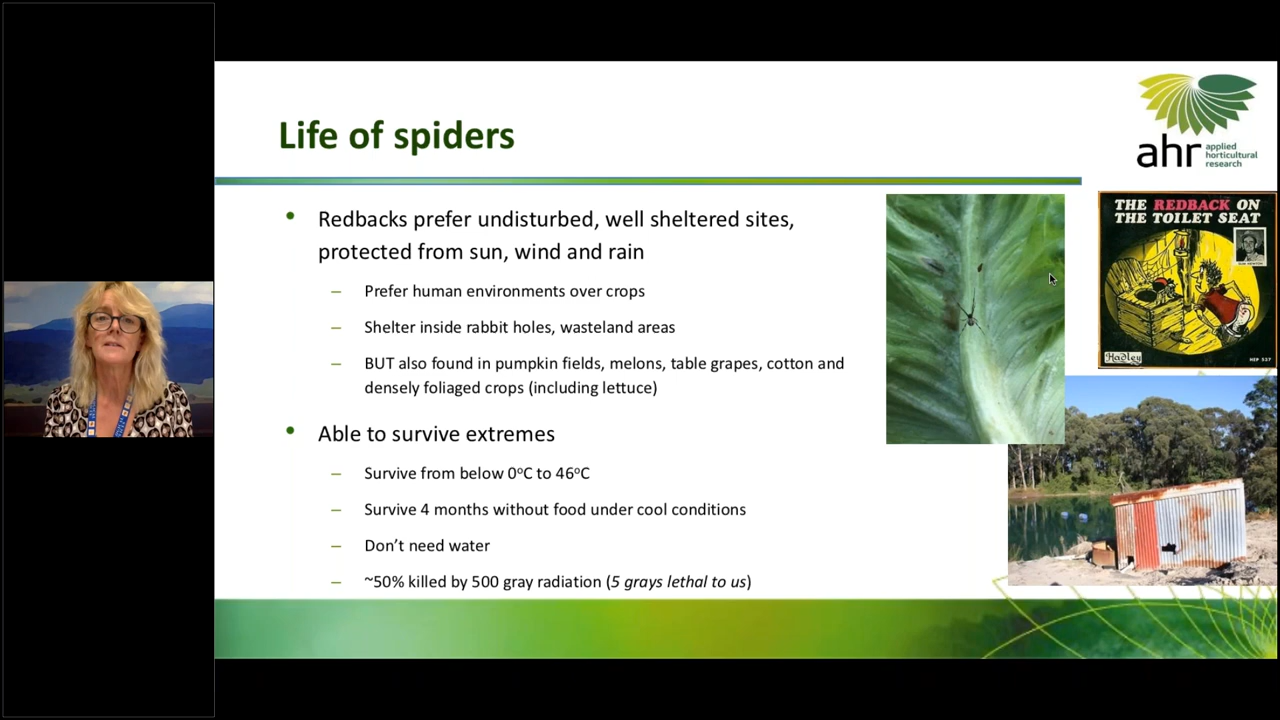 Life of spiders
ahr applied
horticultural
research
• Redbacks prefer undisturbed, well sheltered sites,
protected from sun, wind and rain
– Prefer human environments over crops
– Shelter inside rabbit holes, wasteland areas
– BUT also found in pumpkin fields, melons, table grapes, cotton and
densely foliaged crops (including lettuce)
• Able to survive extremes
– Survive from below 0ºC to 46ºC
– Survive 4 months without food under cool conditions
– Don’t need water
– ~50% killed by 500 gray radiation (5 grays lethal to us)
THE REDBACK ON
THE TOILET SEAT
Hadley